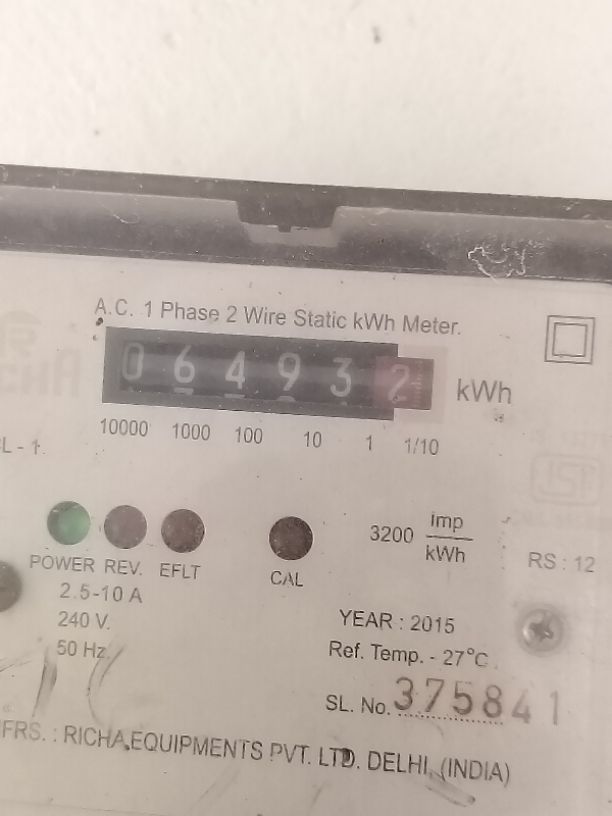 A.C. 1 Phase 2 Wire Static kWh Meter.
0 6 4 9 3 2 kWh
10000 1000 100 10 1 1/10
CL - 1.
3200 imp
kWh
POWER REV. EFLT CAL
RS : 12
2.5-10 A
240 V.
50 Hz.
YEAR : 2015
Ref. Temp. - 27°C
SL. No. 375841
MFRS. : RICHA EQUIPMENTS PVT. LTD. DELHI, (INDIA)